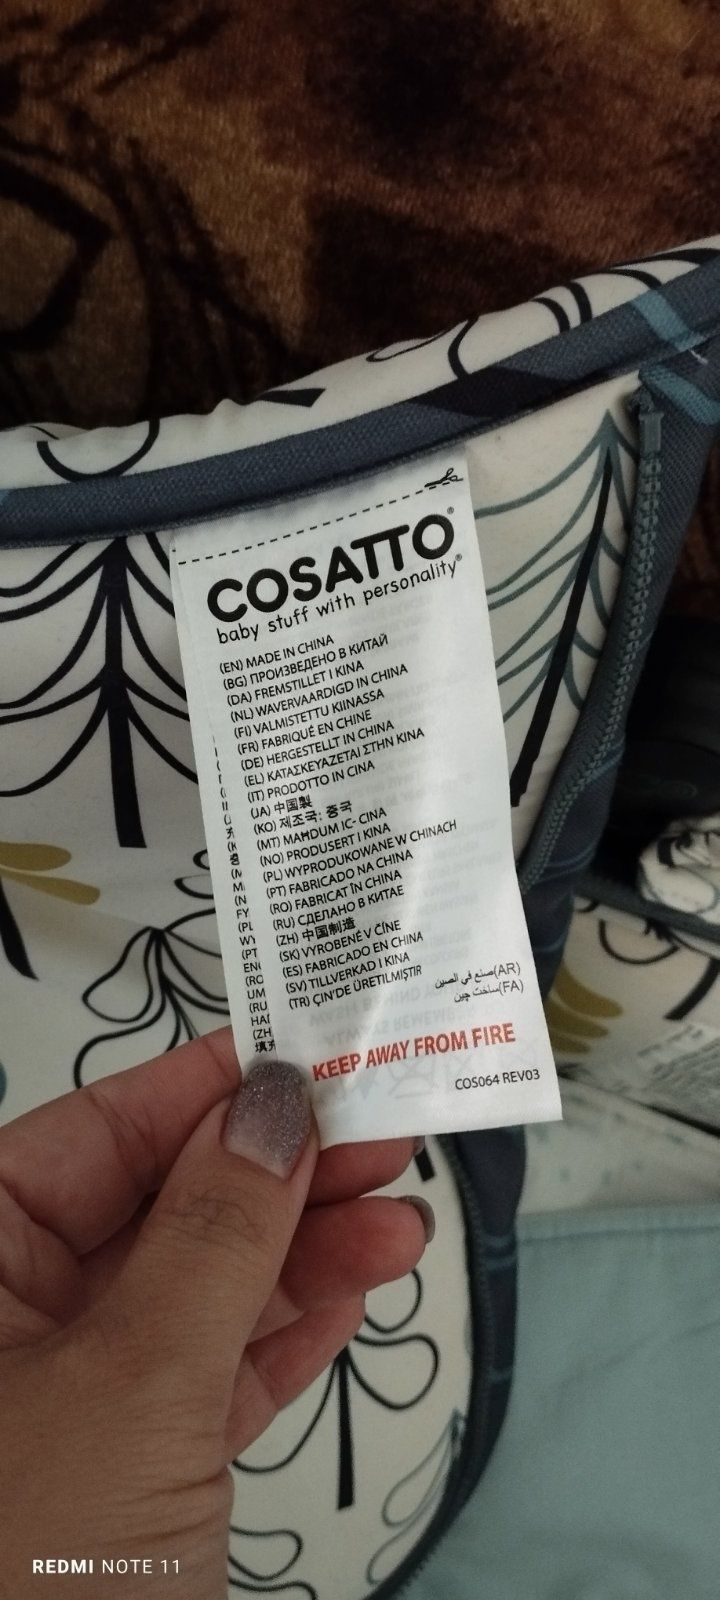 COSATTO®
baby stuff with personality®
(EN) MADE IN CHINA
(BG) ПРОИЗВЕДЕНО В КИТАЙ
(DA) FREMSTILLET I KINA
(NL) WAVERVAARDIGD IN CHINA
(FI) VALMISTETTU KIINASSA
(FR) FABRIQUÉ EN CHINE
(DE) HERGESTELLT IN CHINA
(EL) ΚΑΤΑΣΚΕΥΑΖΕΤΑΙ ΣΤΗΝ ΚΙΝΑ
(IT) PRODOTTO IN CINA
(JA) 中国製
(KO) 제조국: 중국
(MT) MAĦDUM IC- CINA
(NO) PRODUSERT I KINA
(PL) WYPRODUKOWANE W CHINACH
(PT) FABRICADO NA CHINA
(RO) FABRICAT ÎN CHINA
(RU) СДЕЛАНО В КИТАЕ
(ZH) 中国制造
(SK) VYROBENÉ V ČÍNE
(ES) FABRICADO EN CHINA
(SV) TILLVERKAD I KINA
(TR) ÇİN'DE ÜRETİLMİŞTİR
(AR)صنع في الصين
(FA)ساخت چین
KEEP AWAY FROM FIRE
COS064 REV03
REDMI NOTE 11